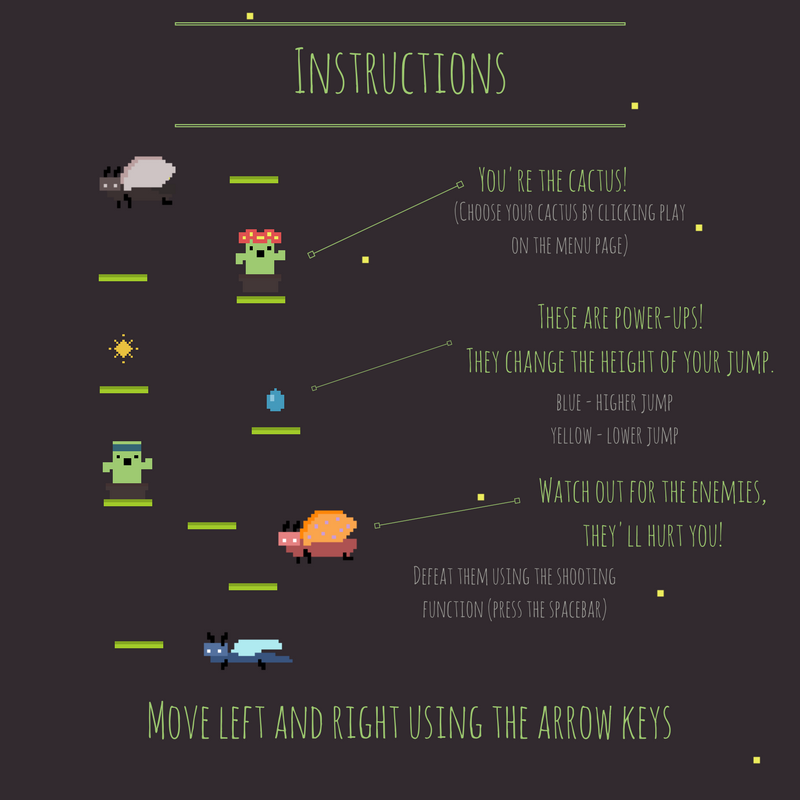 Instructions
You're the cactus!
(Choose your cactus by clicking play
on the menu page)
These are power-ups!
They change the height of your jump.
blue - higher jump
yellow - lower jump
Watch out for the enemies,
they'll hurt you!
Defeat them using the shooting
function (press the spacebar)
Move left and right using the arrow keys